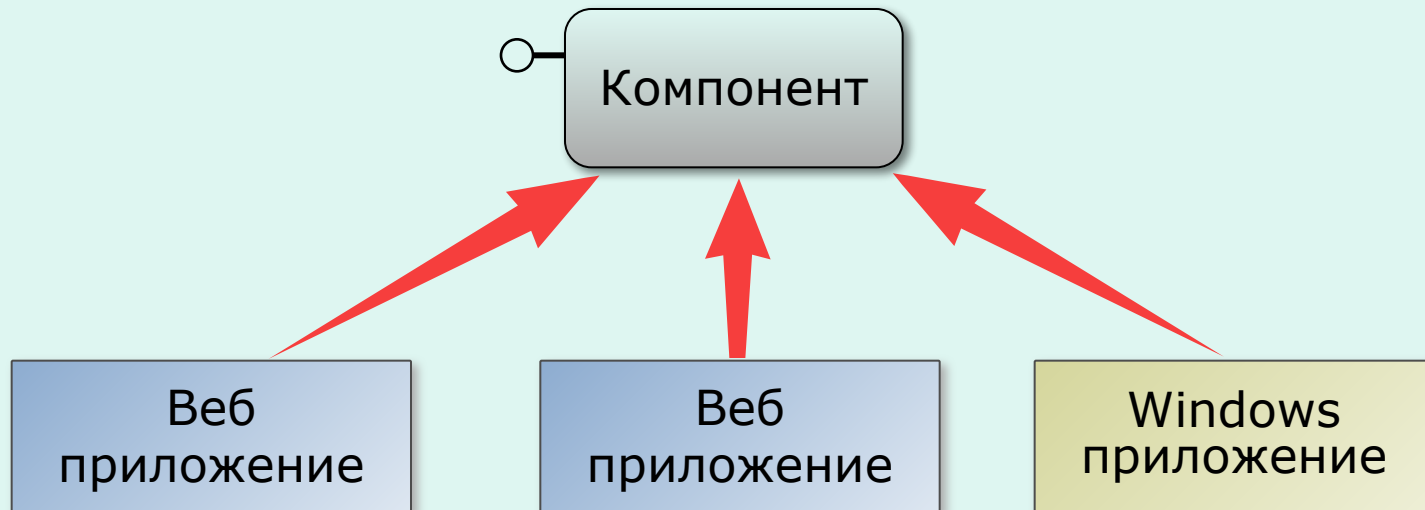 Компонент
Веб
приложение
Веб
приложение
Windows
приложение